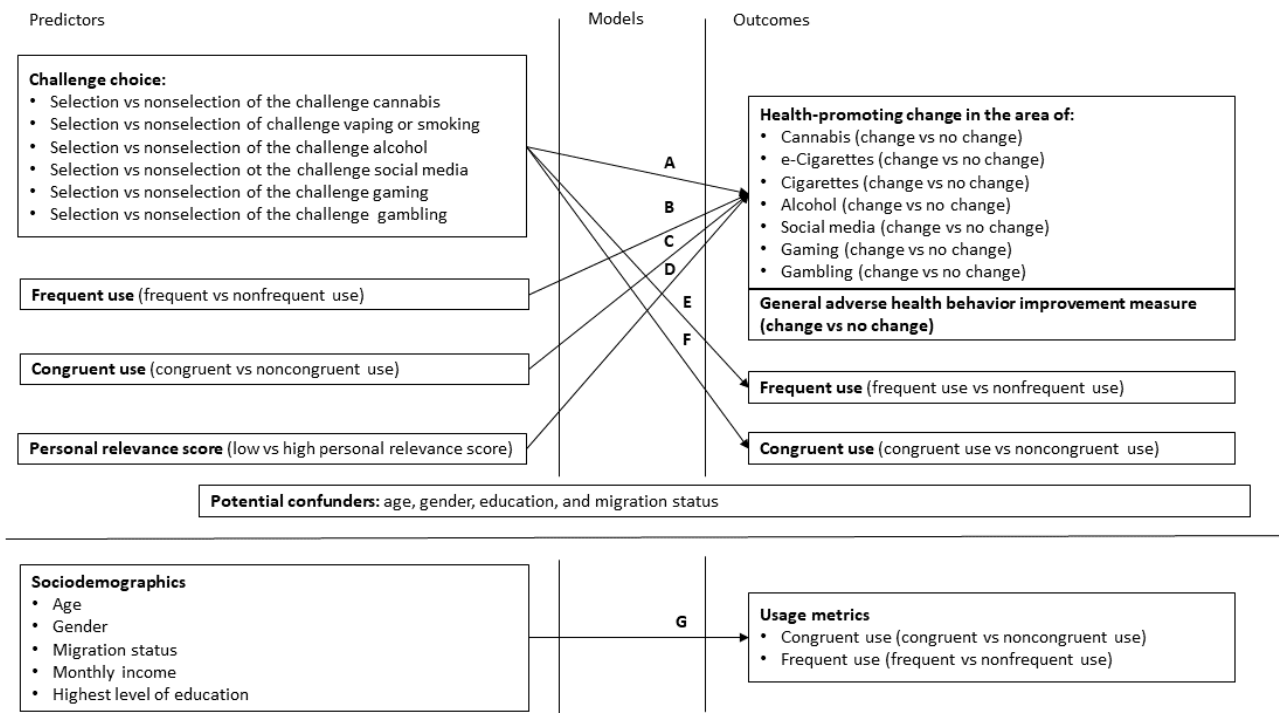 Predictors
Models
Outcomes
Challenge choice:
• Selection vs nonselection of the challenge cannabis
• Selection vs nonselection of challenge vaping or smoking
• Selection vs nonselection of the challenge alcohol
• Selection vs nonselection ot the challenge social media
• Selection vs nonselection of the challenge gaming
• Selection vs nonselection of the challenge gambling
Frequent use (frequent vs nonfrequent use)
Congruent use (congruent vs noncongruent use)
Personal relevance score (low vs high personal relevance score)
A
B
C
D
E
F
Health-promoting change in the area of:
• Cannabis (change vs no change)
• e-Cigarettes (change vs no change)
• Cigarettes (change vs no change)
• Alcohol (change vs no change)
• Social media (change vs no change)
• Gaming (change vs no change)
• Gambling (change vs no change)
General adverse health behavior improvement measure
(change vs no change)
Frequent use (frequent use vs nonfrequent use)
Congruent use (congruent use vs noncongruent use)
Potential confunders: age, gender, education, and migration status
Sociodemographics
• Age
• Gender
• Migration status
• Monthly income
• Highest level of education
G
Usage metrics
• Congruent use (congruent vs noncongruent use)
• Frequent use (frequent vs nonfrequent use)